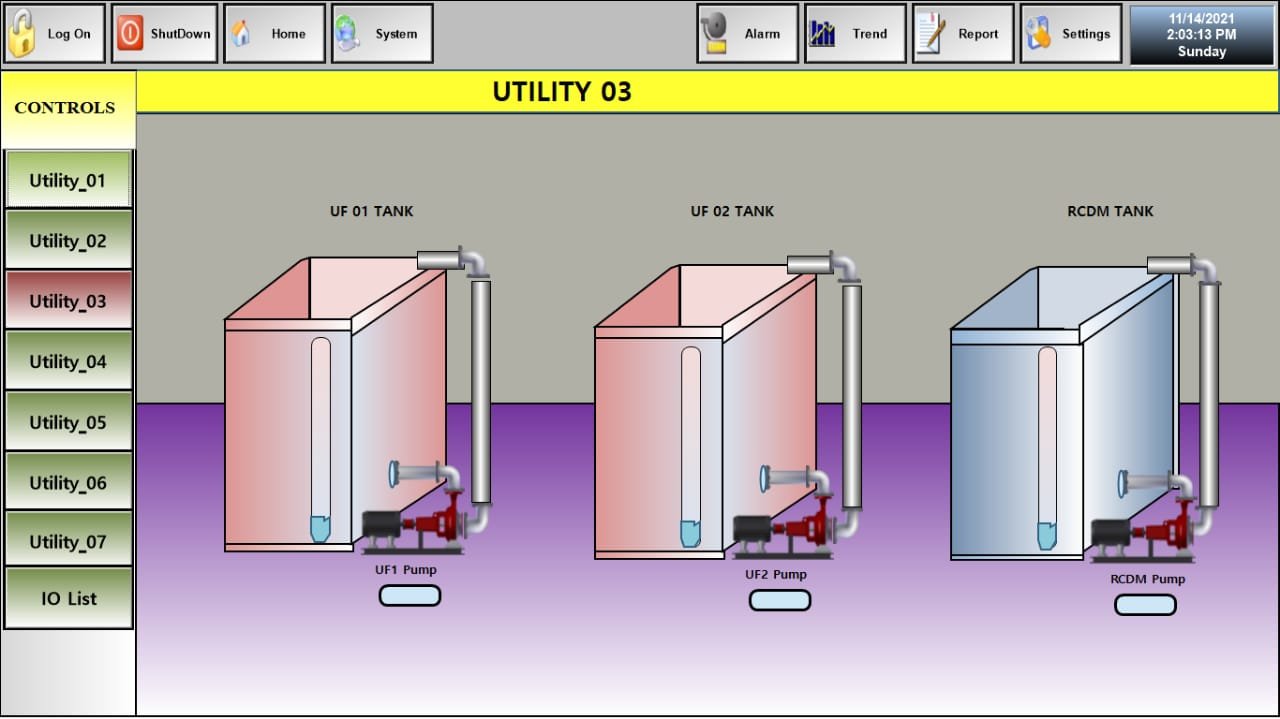 Log On
ShutDown
Home
System
Alarm
Trend
Report
Settings
11/14/2021
2:03:13 PM
Sunday
CONTROLS
UTILITY 03
Utility_01
Utility_02
Utility_03
Utility_04
Utility_05
Utility_06
Utility_07
IO List
UF 01 TANK
UF 02 TANK
RCDM TANK
UF1 Pump
UF2 Pump
RCDM Pump